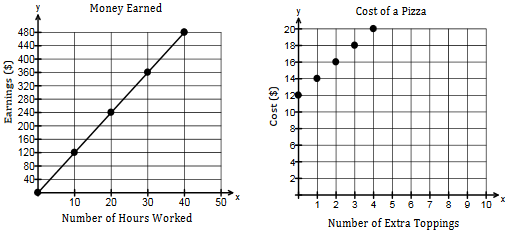 Money Earned
y
480
440
400
360
320
280
240
200
160
120
80
40
Earnings ($)
10 20 30 40 50 x
Number of Hours Worked
Cost of a Pizza
y
20
18
16
14
12
10
8
6
4
2
Cost ($)
1 2 3 4 5 6 7 8 9 10 x
Number of Extra Toppings